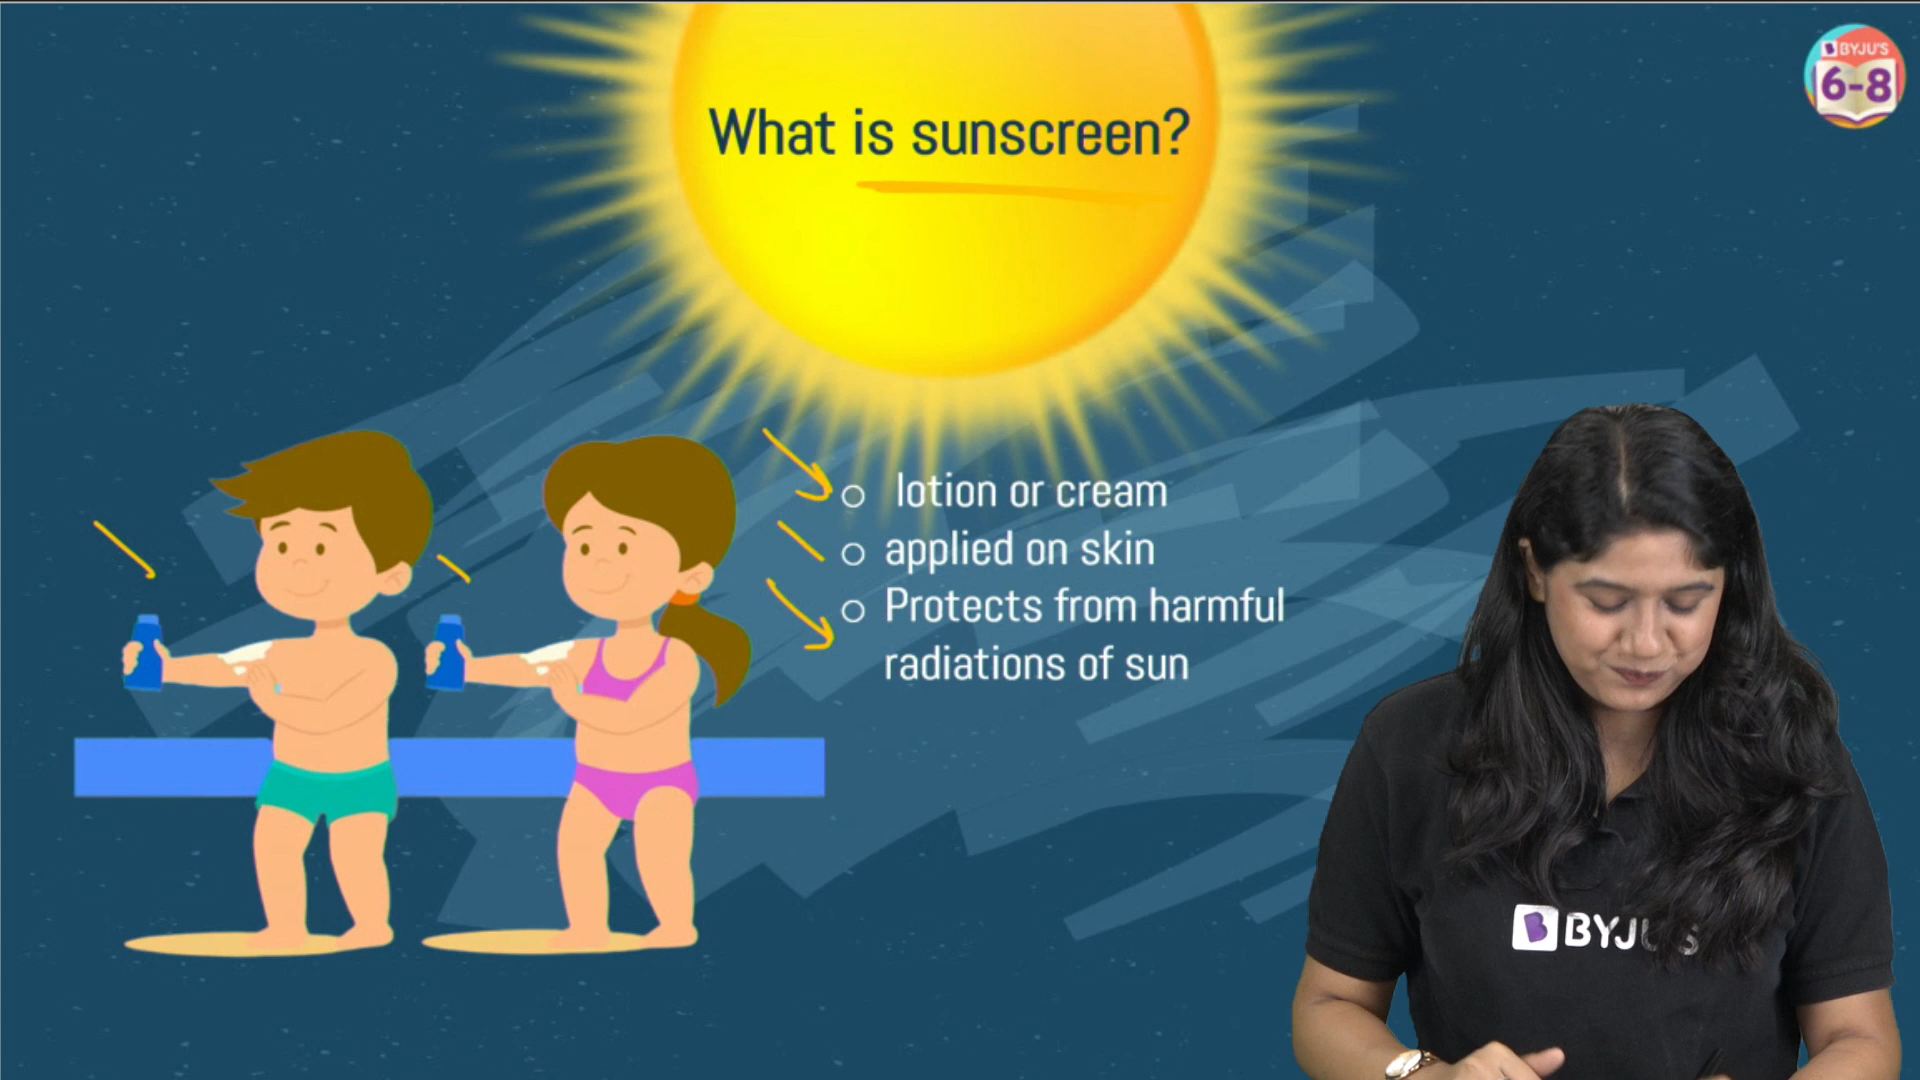 What is sunscreen?
BYJU'S
6-8
lotion or cream
applied on skin
Protects from harmful
radiations of sun
BYJU'S